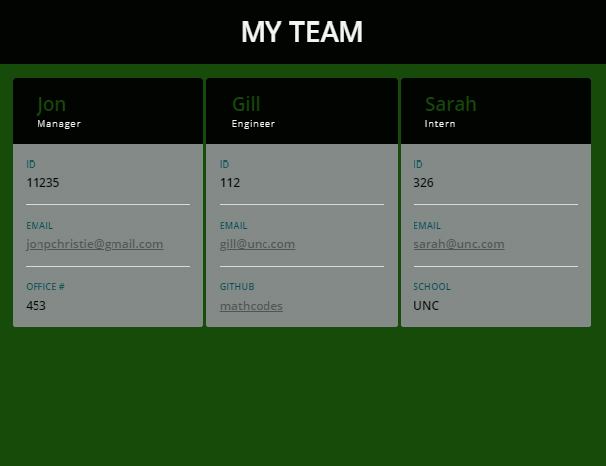 MY TEAM
Jon
Manager
ID
11235
EMAIL
jonpchristie@gmail.com
OFFICE #
453
Gill
Engineer
ID
112
EMAIL
gill@unc.com
GITHUB
mathcodes
Sarah
Intern
ID
326
EMAIL
sarah@unc.com
SCHOOL
UNC